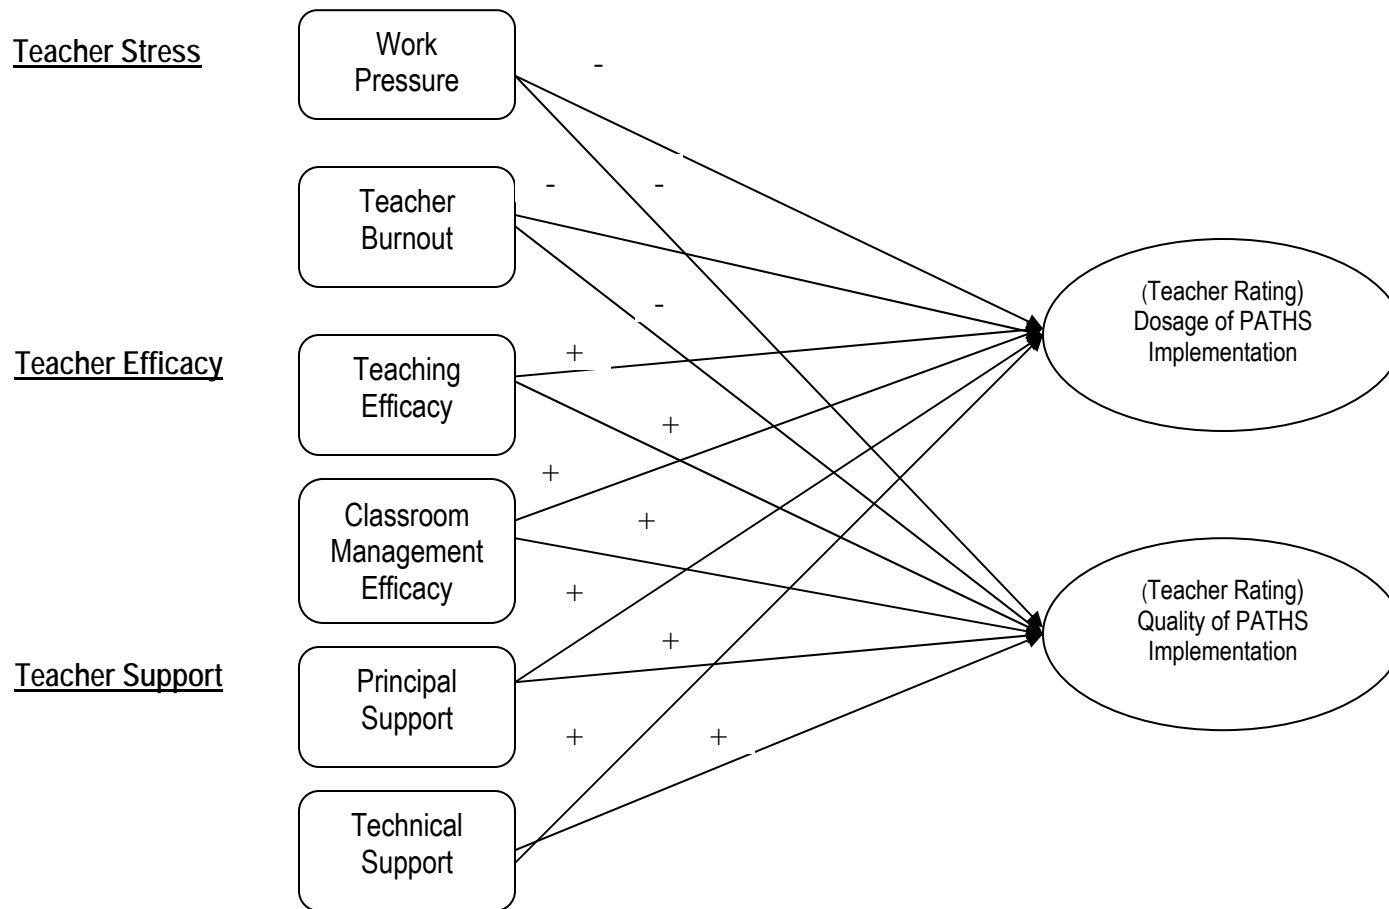 Teacher Stress
Work
Pressure
-
Teacher
Burnout
-
-
(Teacher Rating)
Dosage of PATHS
Implementation
-
Teacher Efficacy
Teaching
Efficacy
+
+
+
Classroom
Management
Efficacy
+
+
(Teacher Rating)
Quality of PATHS
Implementation
Teacher Support
Principal
Support
+
+
+
Technical
Support